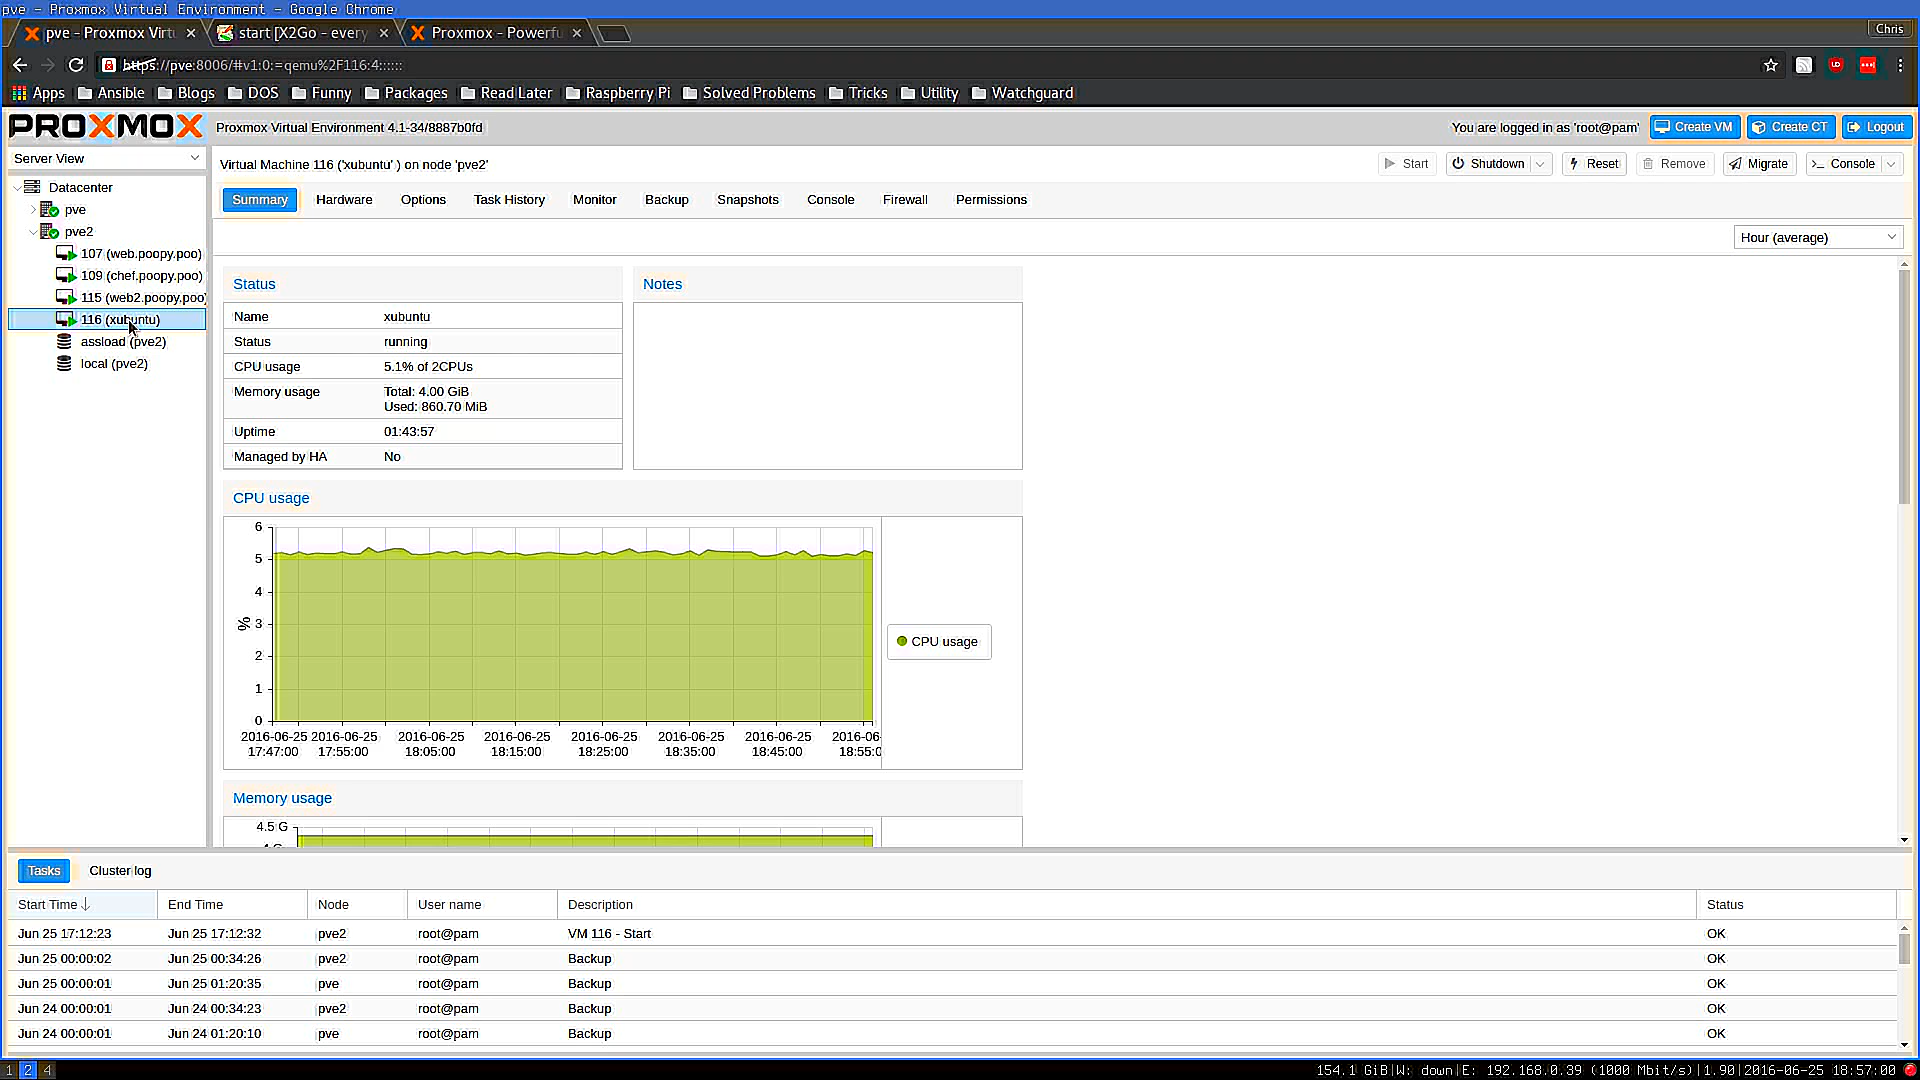 pve - Proxmox Virtual Environment - Google Chrome
pve - Proxmox Virtu
start [X2Go - every
Proxmox - Powerfu
Chris
https://pve:8006/#v1:0:=qemu%2F116:4::::::
Apps Ansible Blogs DOS Funny Packages Read Later Raspberry Pi Solved Problems Tricks Utility Watchguard
PROXMOX Proxmox Virtual Environment 4.1-34/8887b0fd You are logged in as 'root@pam' Create VM Create CT Logout
Server View
Virtual Machine 116 ('xubuntu' ) on node 'pve2' Start Shutdown Reset Remove Migrate Console
Datacenter
pve
pve2
107 (web.poopy.poo)
109 (chef.poopy.poo)
115 (web2.poopy.poo)
116 (xubuntu)
assload (pve2)
local (pve2)
Summary Hardware Options Task History Monitor Backup Snapshots Console Firewall Permissions
Hour (average)
Status
Name xubuntu
Status running
CPU usage 5.1% of 2CPUs
Memory usage Total: 4.00 GiB
Used: 860.70 MiB
Uptime 01:43:57
Managed by HA No
Notes
CPU usage
6
5
4
3
2
1
0
%
2016-06-25 2016-06-25 2016-06-25 2016-06-25 2016-06-25 2016-06-25 2016-06-25 2016-06
17:47:00 17:55:00 18:05:00 18:15:00 18:25:00 18:35:00 18:45:00 18:55:0
CPU usage
Memory usage
4.5 G
Tasks Cluster log
Start Time End Time Node User name Description Status
Jun 25 17:12:23 Jun 25 17:12:32 pve2 root@pam VM 116 - Start OK
Jun 25 00:00:02 Jun 25 00:34:26 pve2 root@pam Backup OK
Jun 25 00:00:01 Jun 25 01:20:35 pve root@pam Backup OK
Jun 24 00:00:01 Jun 24 00:34:23 pve2 root@pam Backup OK
Jun 24 00:00:01 Jun 24 01:20:10 pve root@pam Backup OK
1 2 4 154.1 GiB|W: down|E: 192.168.0.39 (1000 Mbit/s)|1.90|2016-06-25 18:57:00